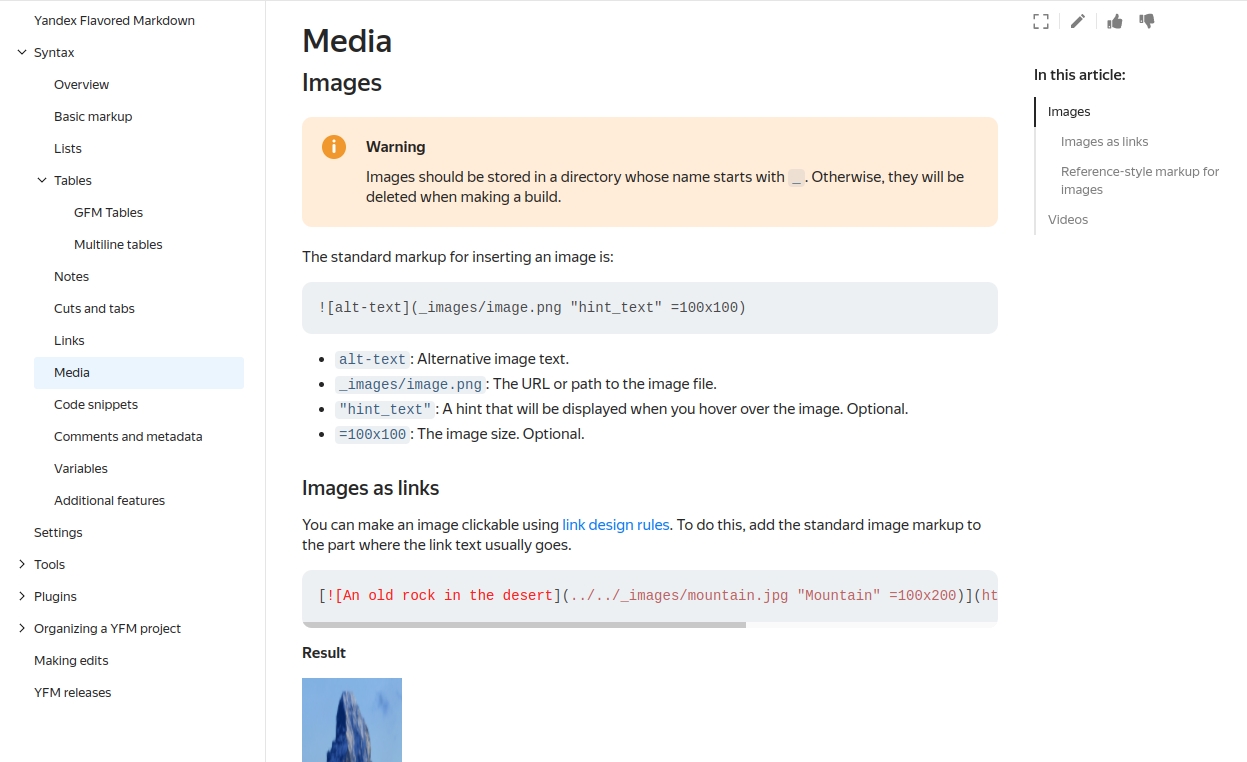 Yandex Flavored Markdown
Syntax
Overview
Basic markup
Lists
Tables
GFM Tables
Multiline tables
Notes
Cuts and tabs
Links
Media
Code snippets
Comments and metadata
Variables
Additional features
Settings
Tools
Plugins
Organizing a YFM project
Making edits
YFM releases
Media
Images
Warning
Images should be stored in a directory whose name starts with _. Otherwise, they will be
deleted when making a build.
The standard markup for inserting an image is:
![alt-text](_images/image.png "hint_text" =100x100)
• alt-text: Alternative image text.
• _images/image.png: The URL or path to the image file.
• "hint_text": A hint that will be displayed when you hover over the image. Optional.
• =100x100: The image size. Optional.
Images as links
You can make an image clickable using link design rules. To do this, add the standard image markup to
the part where the link text usually goes.
[![An old rock in the desert](../../_images/mountain.jpg "Mountain" =100x200)](ht
Result
In this article:
Images
Images as links
Reference-style markup for
images
Videos